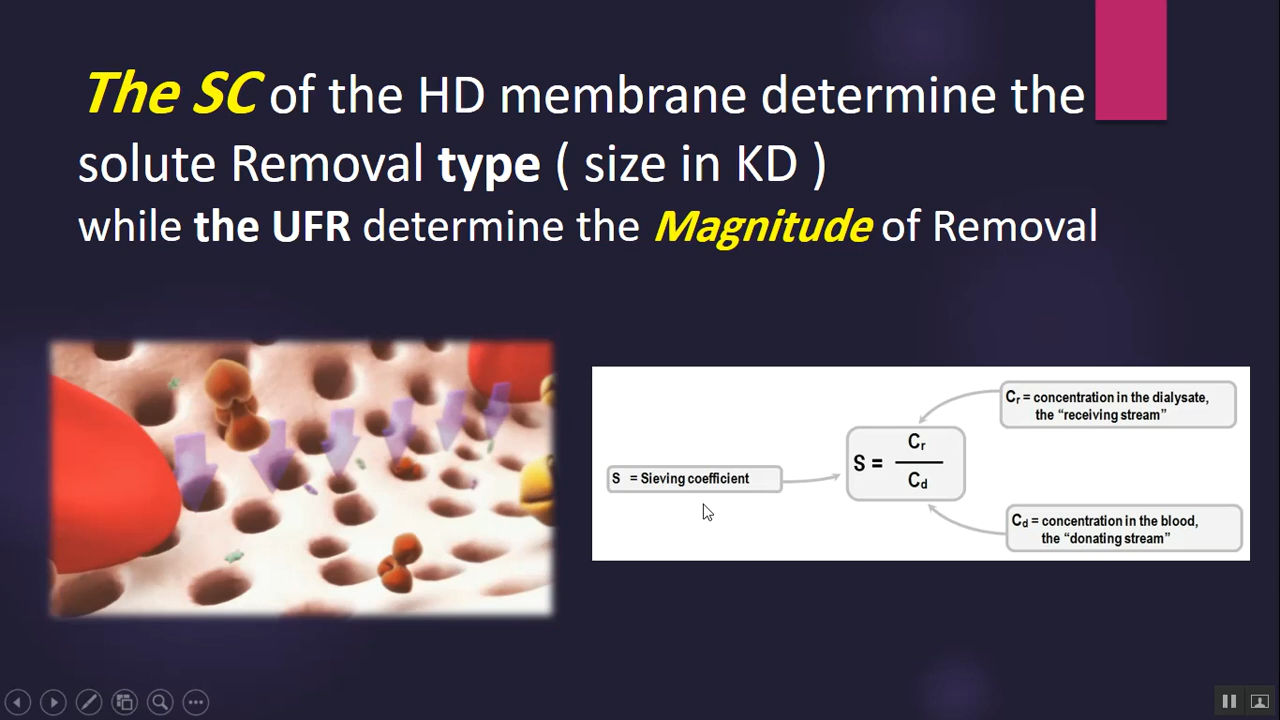 The SC of the HD membrane determine the
solute Removal type ( size in KD )
while the UFR determine the Magnitude of Removal
S = Sieving coefficient
S = Cr
Cd
Cr = concentration in the dialysate,
the “receiving stream”
Cd = concentration in the blood,
the “donating stream”